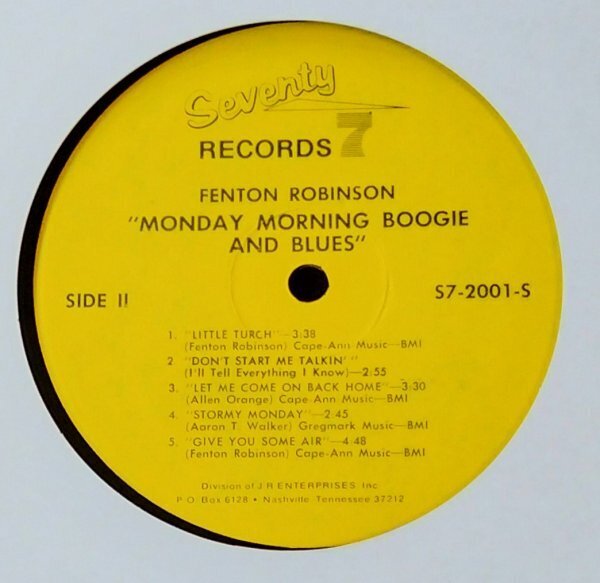 Seventy
RECORDS 7
FENTON ROBINSON
"MONDAY MORNING BOOGIE
AND BLUES"
SIDE II
S7-2001-S
1. "LITTLE TURCH"—3:38
(Fenton Robinson) Cape-Ann Music—BMI
2. "DON'T START ME TALKIN' "
(I'll Tell Everything I Know)—2:55
3. "LET ME COME ON BACK HOME"—3:30
(Allen Orange) Cape-Ann Music—BMI
4. "STORMY MONDAY"—2:45
(Aaron T. Walker) Gregmark Music—BMI
5. "GIVE YOU SOME AIR"—4:48
(Fenton Robinson) Cape-Ann Music—BMI
Division of J R ENTERPRISES Inc
P O Box 6128 • Nashville Tennessee 37212